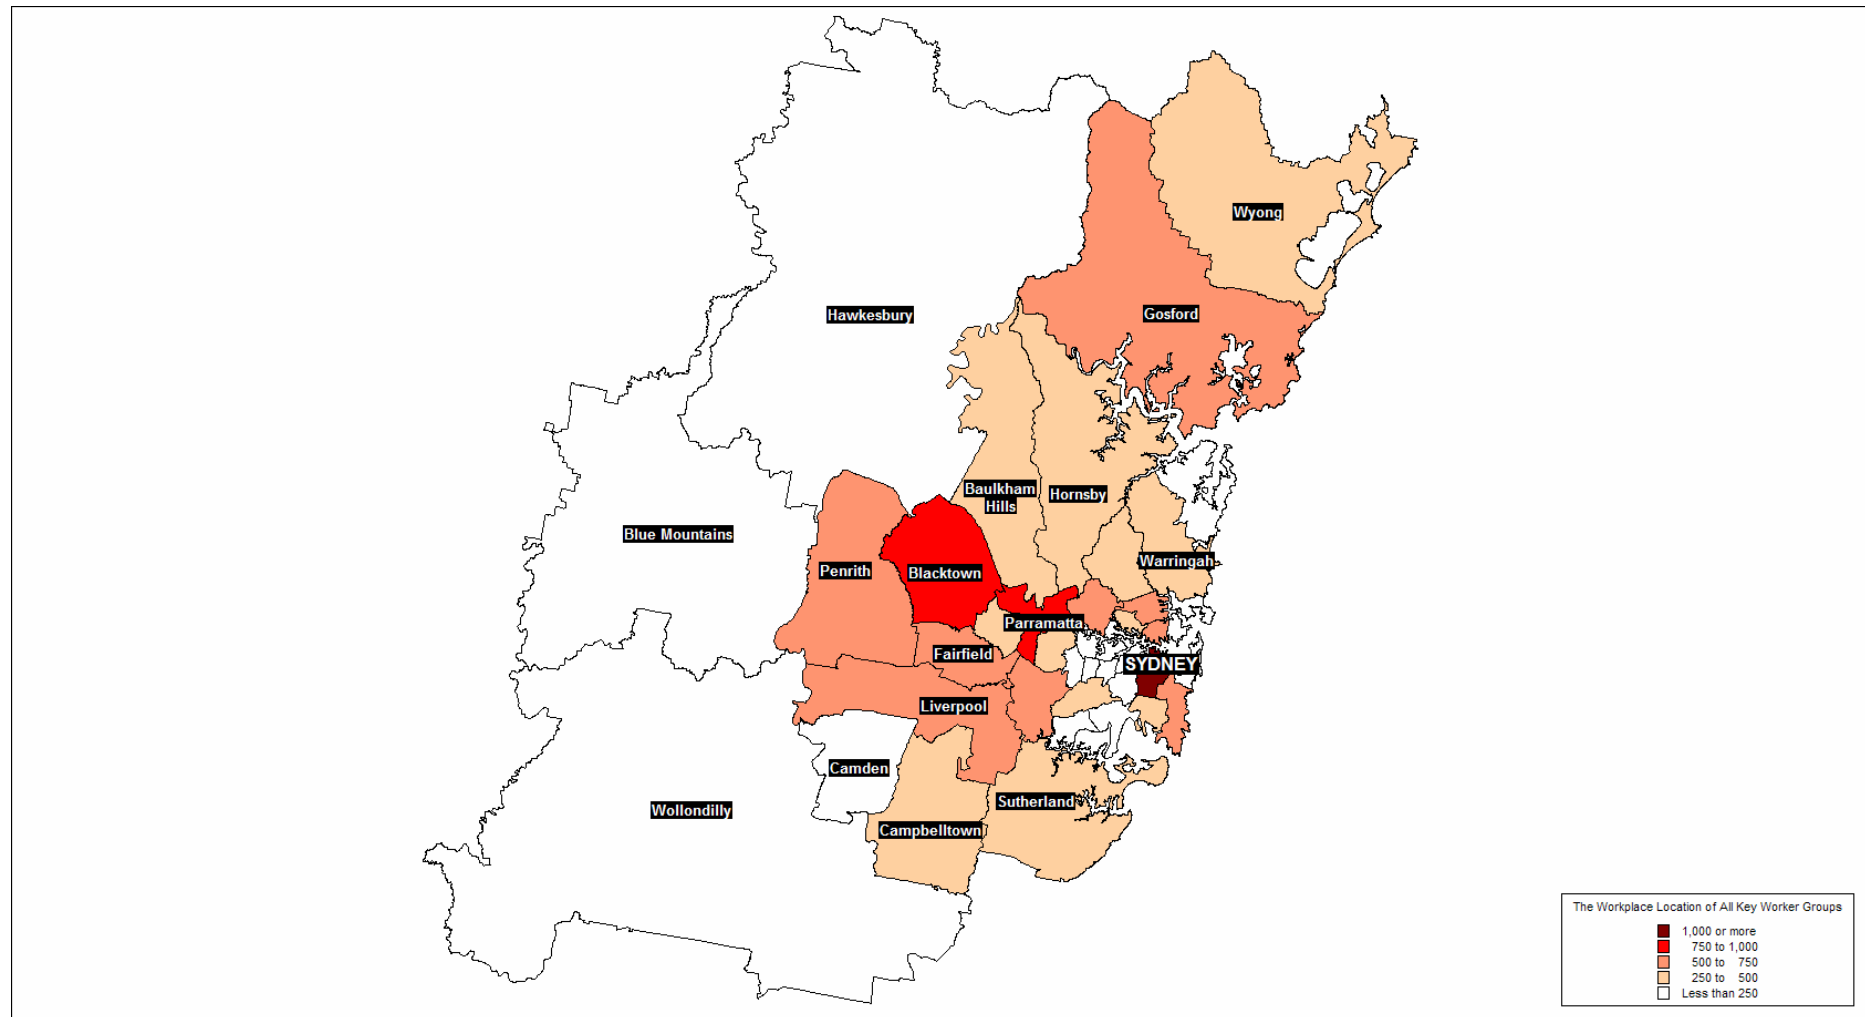 Wyong
Hawkesbury
Gosford
Baulkham
Hills
Hornsby
Blue Mountains
Warringah
Penrith
Blacktown
Parramatta
Fairfield
SYDNEY
Liverpool
Camden
Wollondilly
Sutherland
Campbelltown
The Workplace Location of All Key Worker Groups
1,000 or more
750 to 1,000
500 to 750
250 to 500
Less than 250